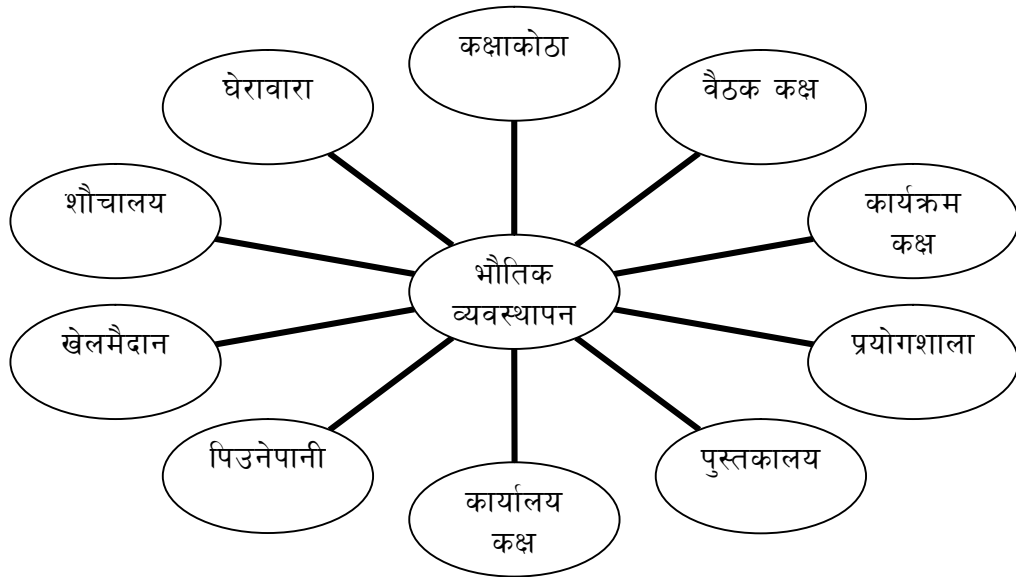 कक्षाकोठा
घेरावारा
वैठक कक्ष
शौचालय
कार्यक्रम
कक्ष
भौतिक
व्यवस्थापन
खेलमैदान
प्रयोगशाला
पिउनेपानी
पुस्तकालय
कार्यालय
कक्ष